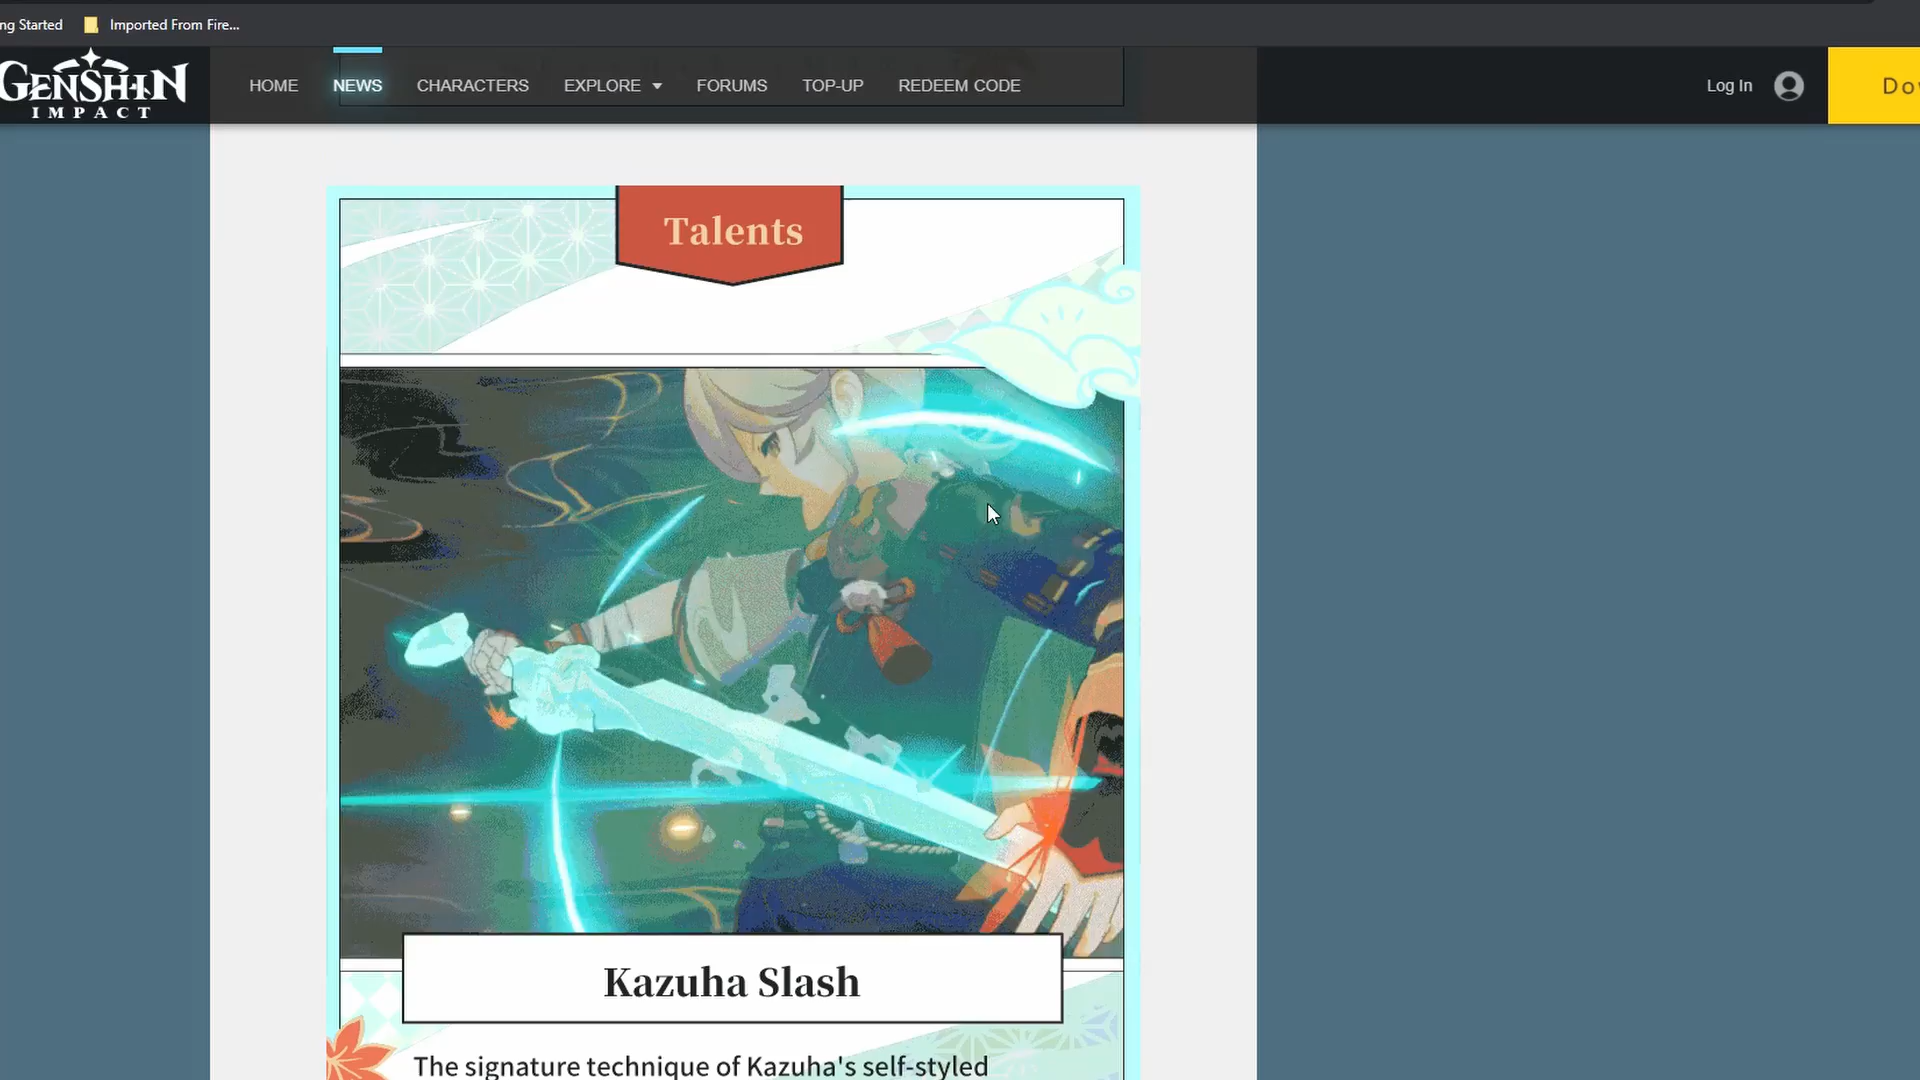 ng Started
Imported From Fire...
GENSHIN
IMPACT
HOME
NEWS
CHARACTERS
EXPLORE
FORUMS
TOP-UP
REDEEM CODE
Log In
Dow
Talents
Kazuha Slash
The signature technique of Kazuha's self-styled